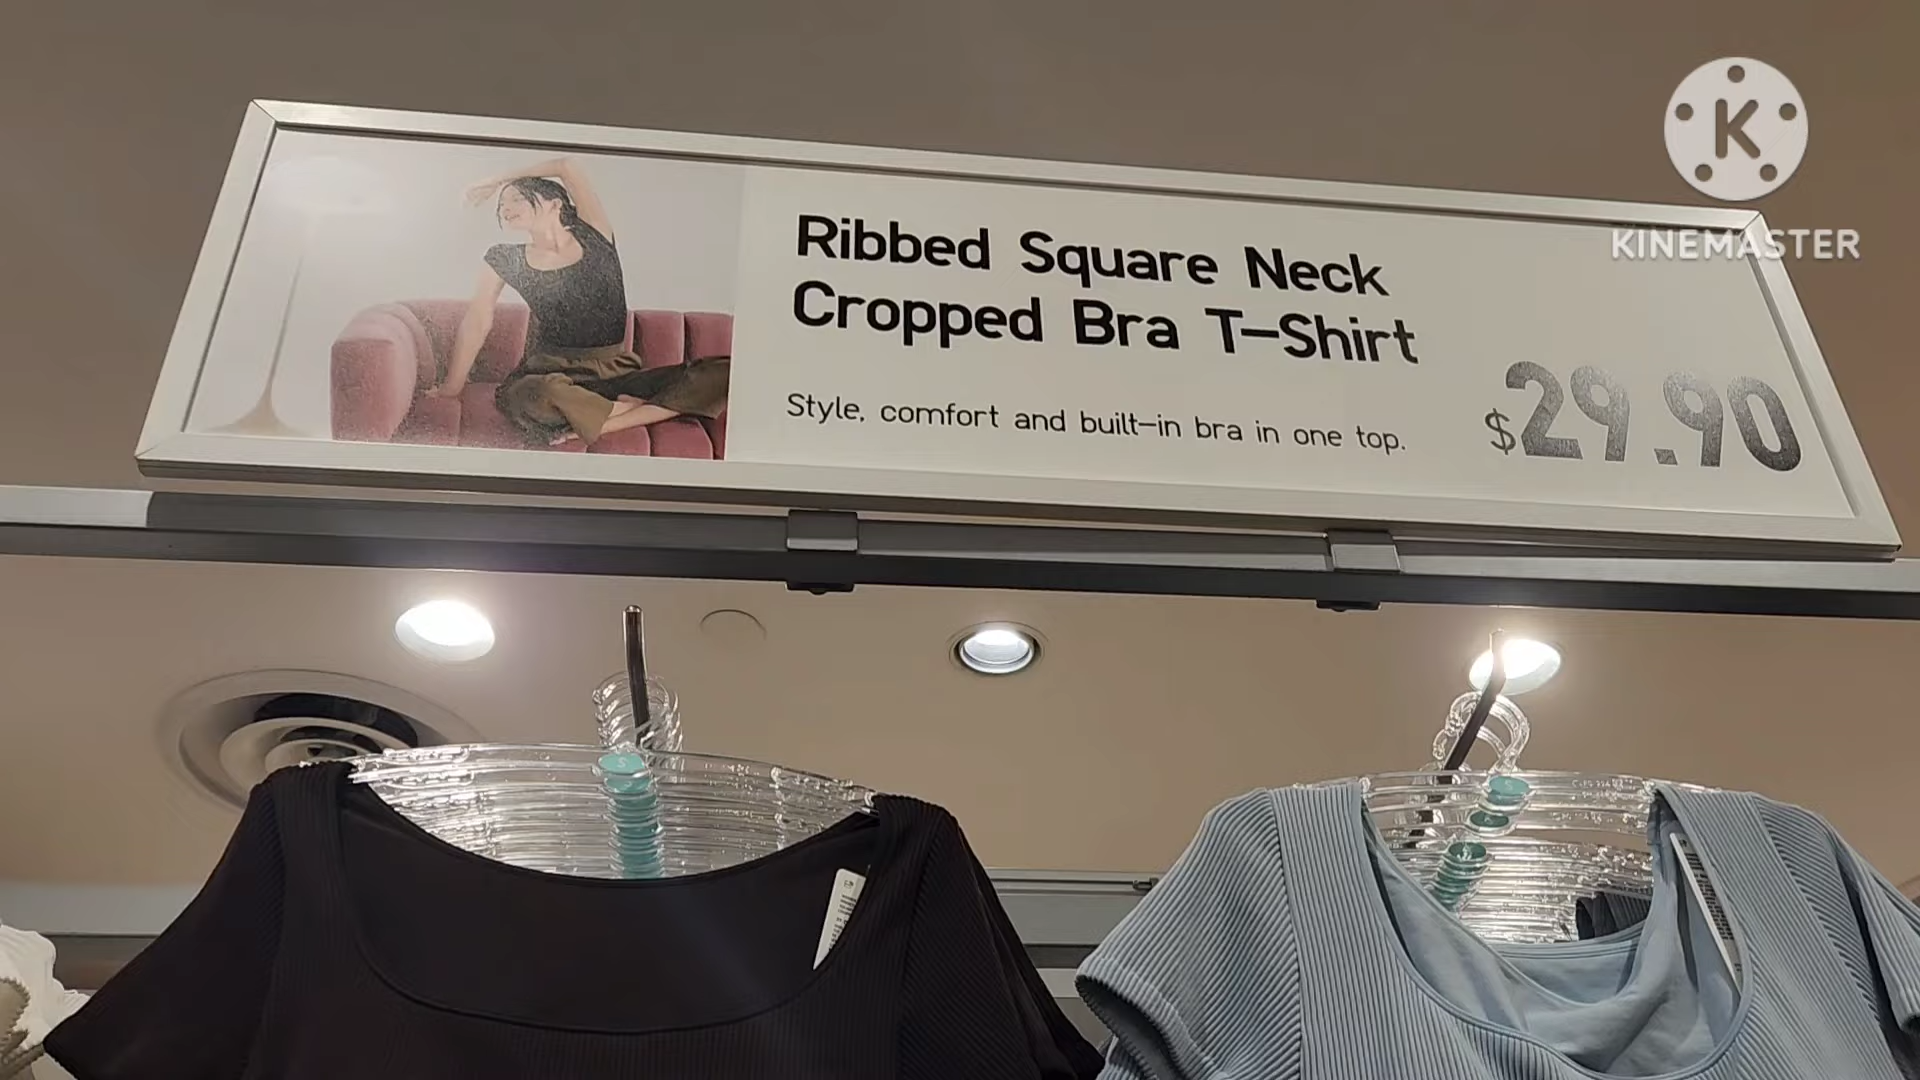 K
KINEMASTER
Ribbed Square Neck
Cropped Bra T-Shirt
Style, comfort and built-in bra in one top.
$29.90
S
S